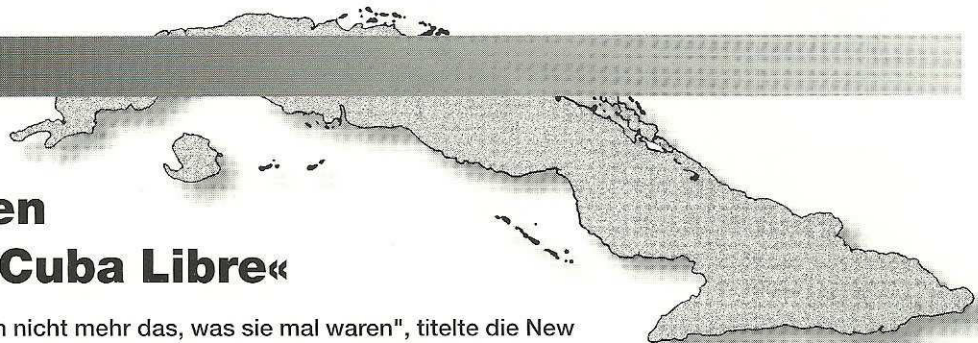 en
Cuba Libre«
n nicht mehr das, was sie mal waren", titelte die New